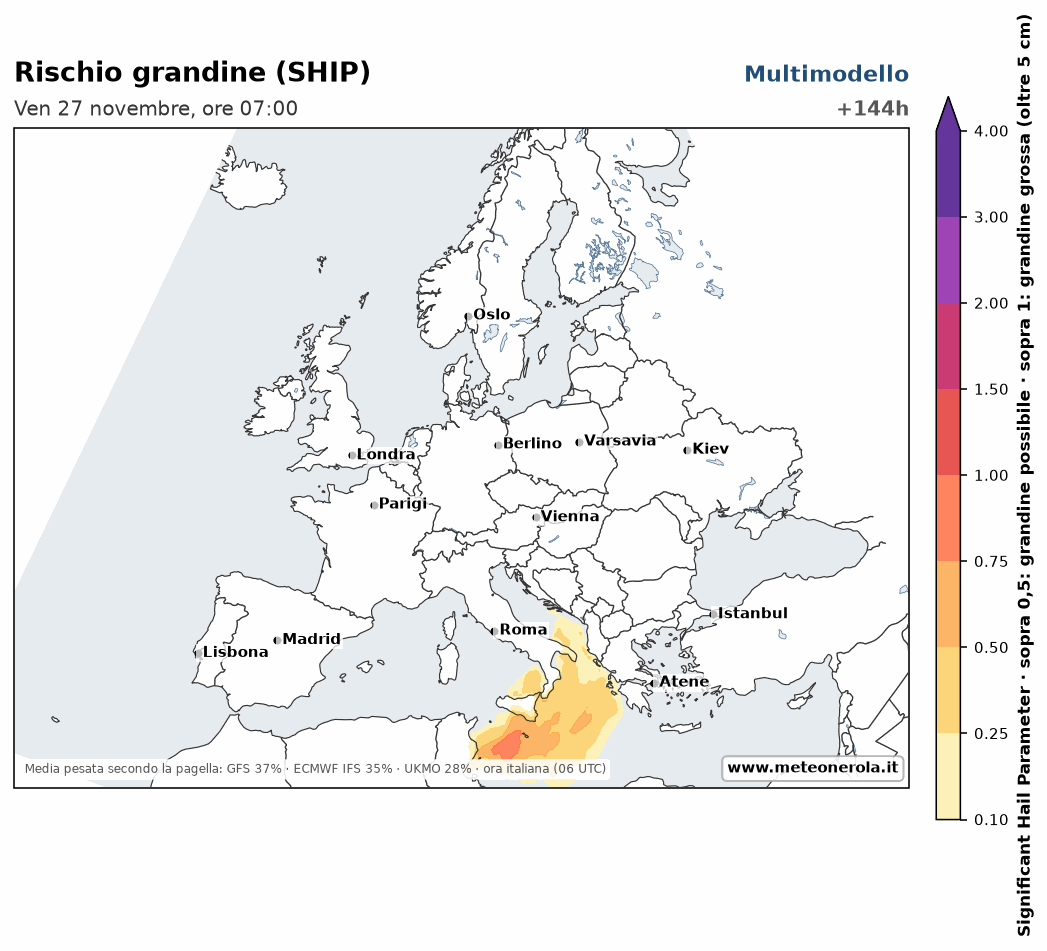 Rischio grandine (SHIP)
Multimodello
Ven 27 novembre, ore 07:00
+144h
Oslo
Londra
Berlino
Varsavia
Kiev
Parigi
Vienna
Istanbul
Roma
Madrid
Lisbona
Atene
Media pesata secondo la pagella: GFS 37% · ECMWF IFS 35% · UKMO 28% · ora italiana (06 UTC)
www.meteonerola.it
4.00
3.00
2.00
1.50
1.00
0.75
0.50
0.25
0.10
Significant Hail Parameter · sopra 0,5: grandine possibile · sopra 1: grandine grossa (oltre 5 cm)